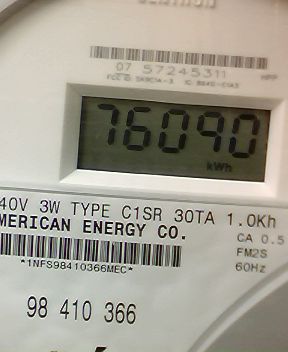 07 57245311
76090
kWh
40V 3W TYPE C1SR 30TA 1.0Kh
MERICAN ENERGY CO.
CA 0.5
FM2S
*1NFS98410366MEC*
60Hz
98 410 366